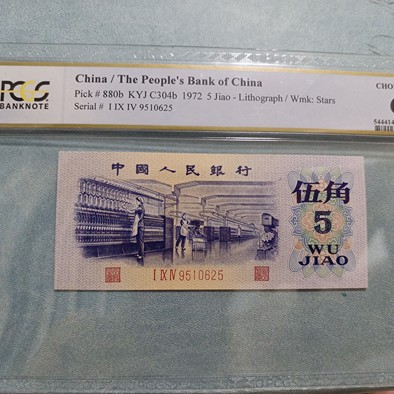 PCGS
BANKNOTE
China / The People's Bank of China
Pick # 880b KYJ C304b 1972 5 Jiao - Lithograph / Wmk: Stars
Serial # I IX IV 9510625
CHO
544414
中國人民銀行
伍角
5
WU
JIAO
I IX IV 9510625